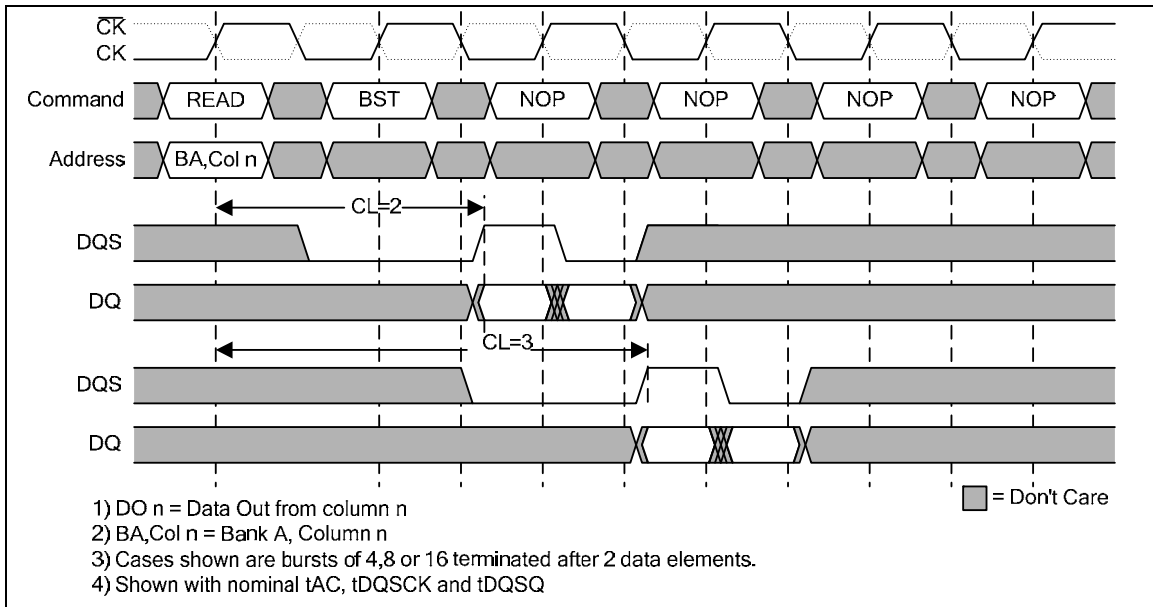 CK
CK
Command READ BST NOP NOP NOP NOP
Address BA,Col n
CL=2
DQS
DQ
CL=3
DQS
DQ
= Don't Care
1) DO n = Data Out from column n
2) BA,Col n = Bank A, Column n
3) Cases shown are bursts of 4,8 or 16 terminated after 2 data elements.
4) Shown with nominal tAC, tDQSCK and tDQSQ